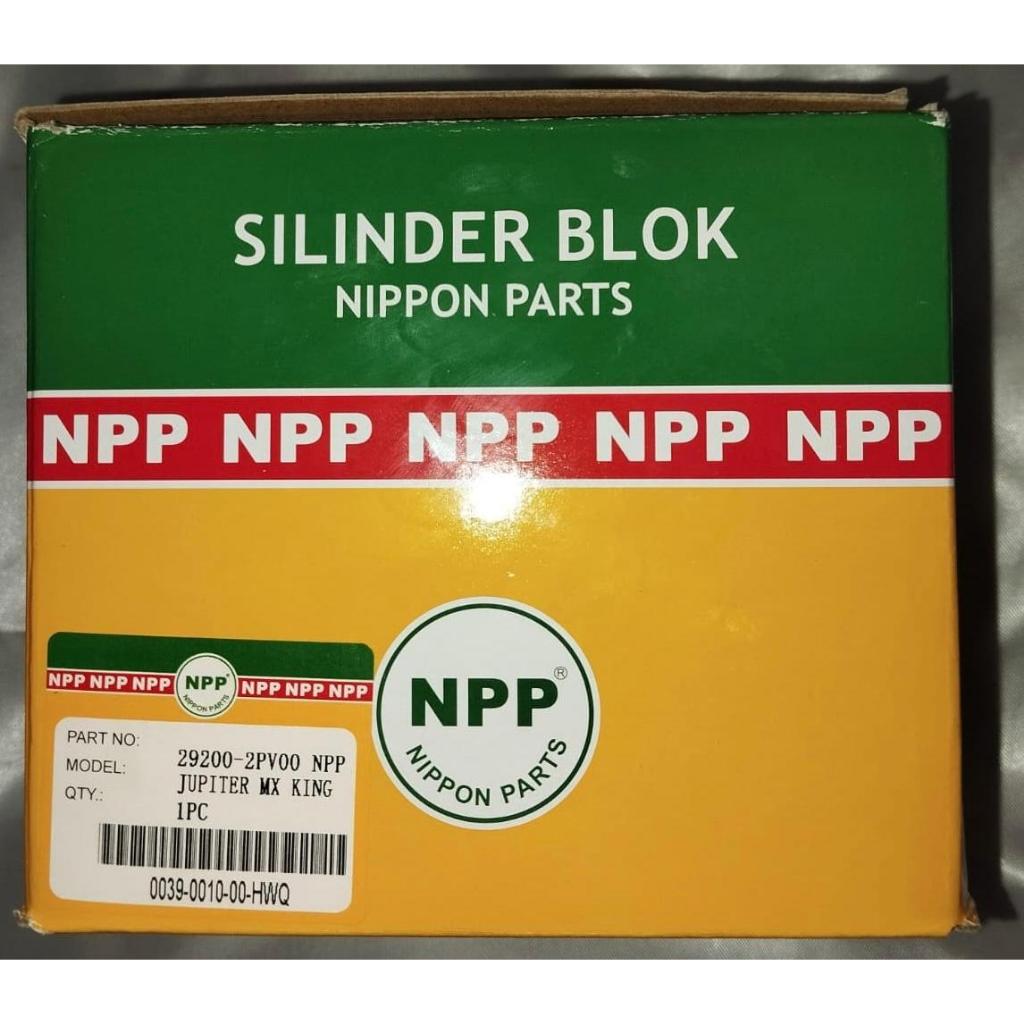 SILINDER BLOK
NIPPON PARTS
NPP NPP NPP NPP NPP
NPP®
NIPPON PARTS
NPP NPP NPP NPP® NPP NPP NPP
NIPPON PARTS
PART NO: 29200-2PV00 NPP
MODEL: JUPITER MX KING
QTY.: 1PC
0039-0010-00-HWQ